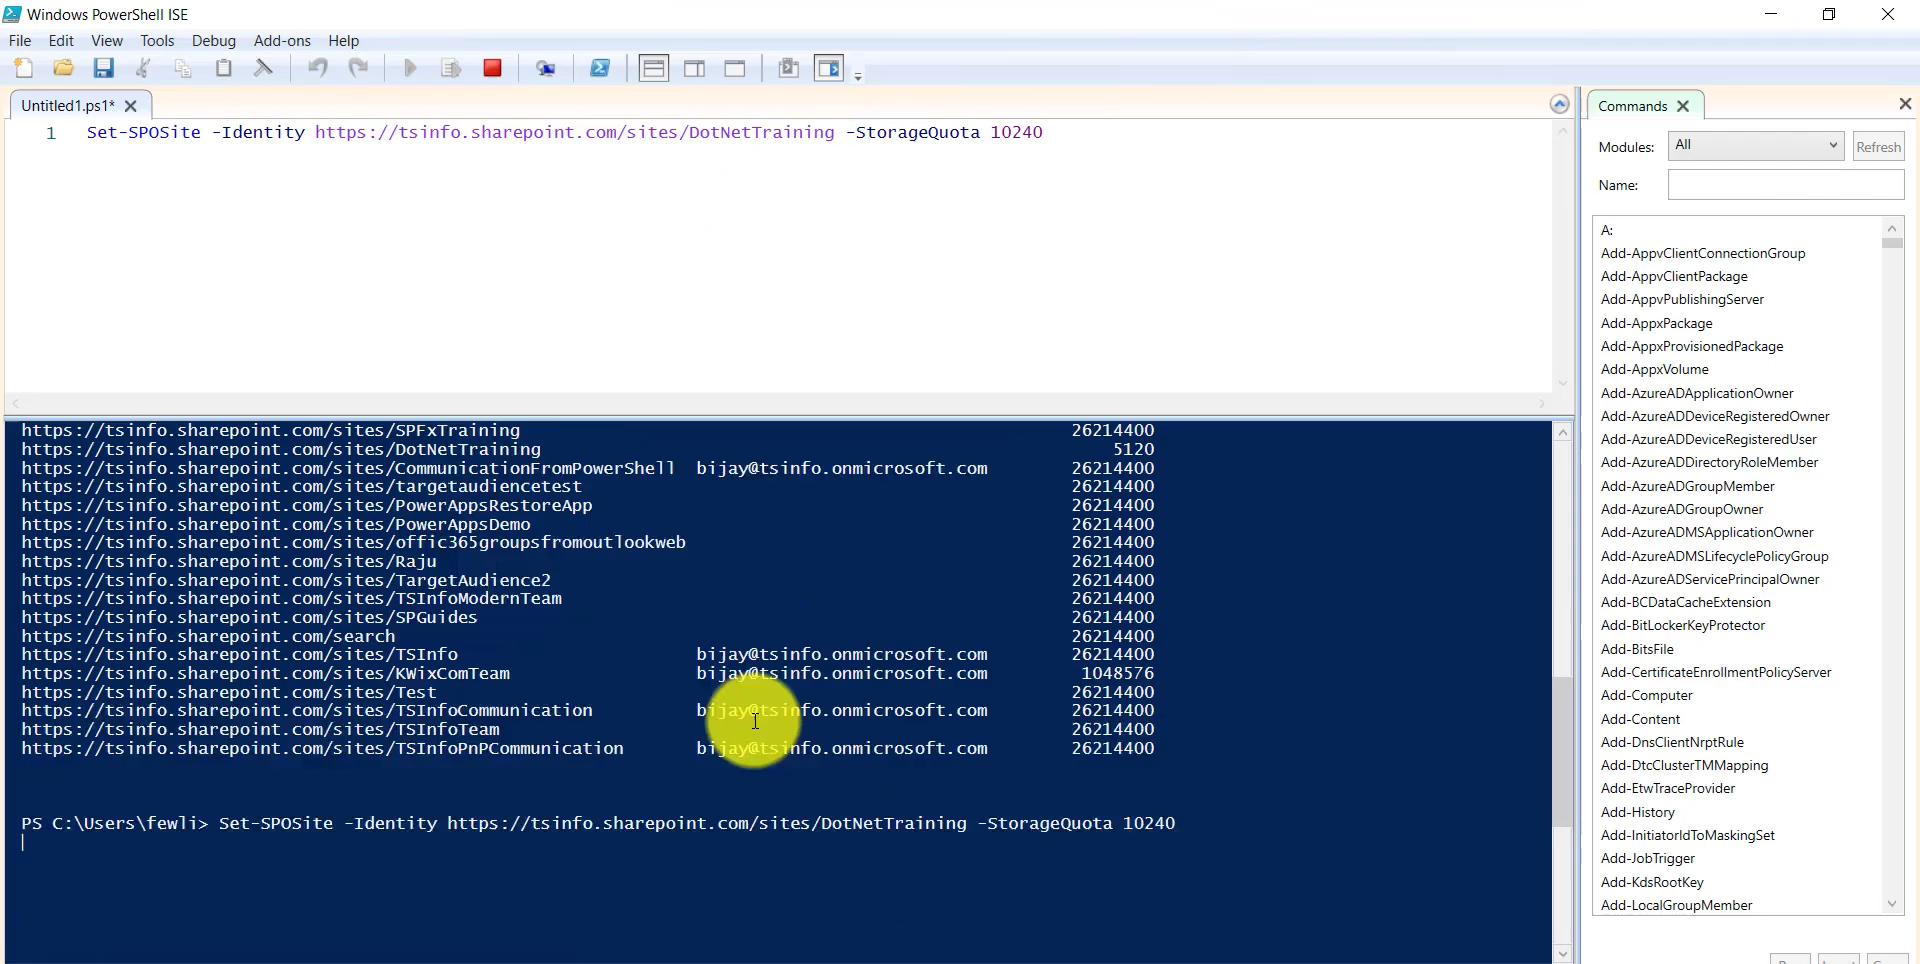 Windows PowerShell ISE
File Edit View Tools Debug Add-ons Help
Untitled1.ps1*
1 Set-SPOSite -Identity https://tsinfo.sharepoint.com/sites/DotNetTraining -StorageQuota 10240
https://tsinfo.sharepoint.com/sites/SPFxTraining 26214400
https://tsinfo.sharepoint.com/sites/DotNetTraining 5120
https://tsinfo.sharepoint.com/sites/CommunicationFromPowerShell bijay@tsinfo.onmicrosoft.com 26214400
https://tsinfo.sharepoint.com/sites/targetaudiencetest 26214400
https://tsinfo.sharepoint.com/sites/PowerAppsRestoreApp 26214400
https://tsinfo.sharepoint.com/sites/PowerAppsDemo 26214400
https://tsinfo.sharepoint.com/sites/offic365groupsfromoutlookweb 26214400
https://tsinfo.sharepoint.com/sites/Raju 26214400
https://tsinfo.sharepoint.com/sites/TargetAudience2 26214400
https://tsinfo.sharepoint.com/sites/TSInfoModernTeam 26214400
https://tsinfo.sharepoint.com/sites/SPGuides 26214400
https://tsinfo.sharepoint.com/search 26214400
https://tsinfo.sharepoint.com/sites/TSInfo bijay@tsinfo.onmicrosoft.com 26214400
https://tsinfo.sharepoint.com/sites/KWixComTeam bijay@tsinfo.onmicrosoft.com 1048576
https://tsinfo.sharepoint.com/sites/Test 26214400
https://tsinfo.sharepoint.com/sites/TSInfoCommunication bijay@tsinfo.onmicrosoft.com 26214400
https://tsinfo.sharepoint.com/sites/TSInfoTeam 26214400
https://tsinfo.sharepoint.com/sites/TSInfoPnPCommunication bijay@tsinfo.onmicrosoft.com 26214400
PS C:\Users\fewli> Set-SPOSite -Identity https://tsinfo.sharepoint.com/sites/DotNetTraining -StorageQuota 10240
Commands
Modules: All Refresh
Name:
A:
Add-AppvClientConnectionGroup
Add-AppvClientPackage
Add-AppvPublishingServer
Add-AppxPackage
Add-AppxProvisionedPackage
Add-AppxVolume
Add-AzureADApplicationOwner
Add-AzureADDeviceRegisteredOwner
Add-AzureADDeviceRegisteredUser
Add-AzureADDirectoryRoleMember
Add-AzureADGroupMember
Add-AzureADGroupOwner
Add-AzureADMSApplicationOwner
Add-AzureADMSLifecyclePolicyGroup
Add-AzureADServicePrincipalOwner
Add-BCDataCacheExtension
Add-BitLockerKeyProtector
Add-BitsFile
Add-CertificateEnrollmentPolicyServer
Add-Computer
Add-Content
Add-DnsClientNrptRule
Add-DtcClusterTMMapping
Add-EtwTraceProvider
Add-History
Add-InitiatorIdToMaskingSet
Add-JobTrigger
Add-KdsRootKey
Add-LocalGroupMember